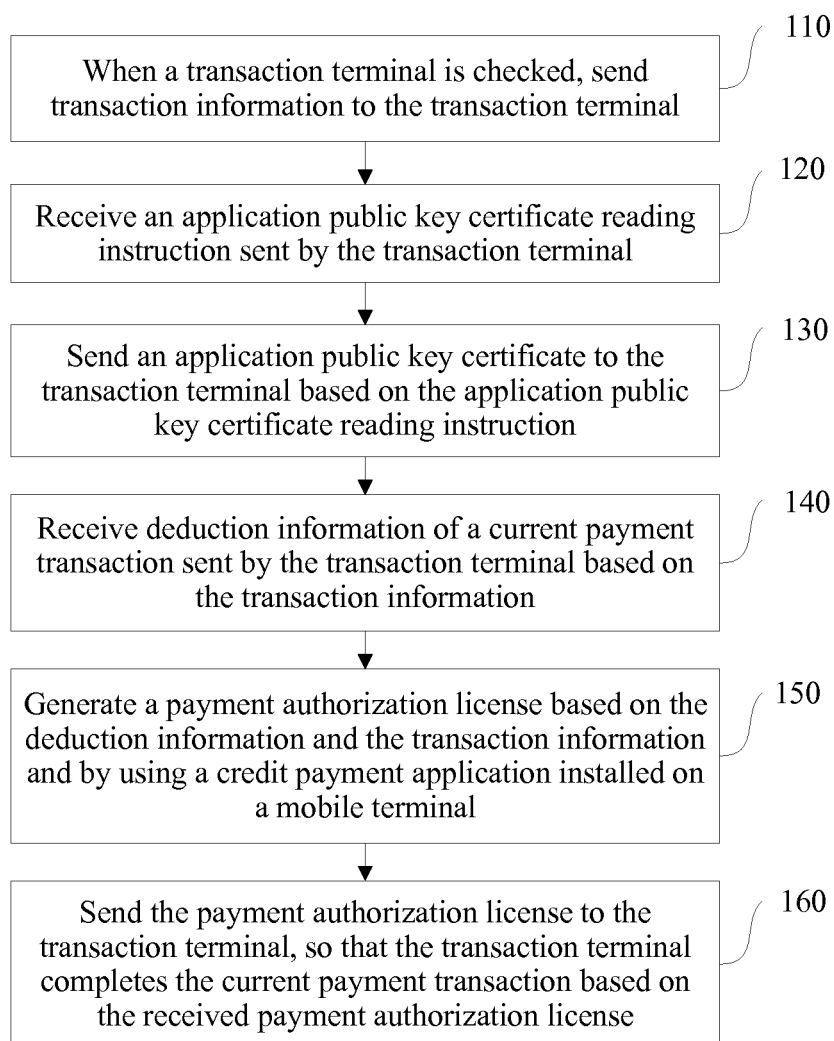 110
When a transaction terminal is checked, send
transaction information to the transaction terminal
120
Receive an application public key certificate reading
instruction sent by the transaction terminal
130
Send an application public key certificate to the
transaction terminal based on the application public
key certificate reading instruction
140
Receive deduction information of a current payment
transaction sent by the transaction terminal based on
the transaction information
150
Generate a payment authorization license based on the
deduction information and the transaction information
and by using a credit payment application installed on
a mobile terminal
160
Send the payment authorization license to the
transaction terminal, so that the transaction terminal
completes the current payment transaction based on
the received payment authorization license